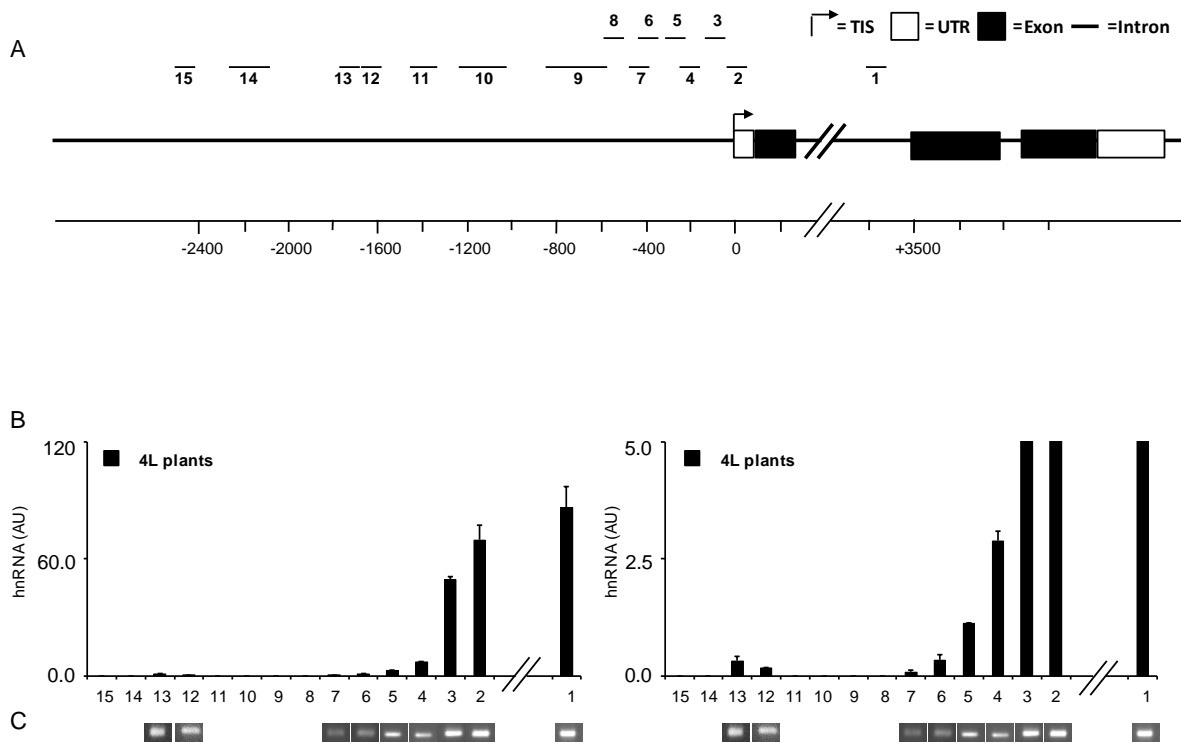 8 6 5 3
= TIS =UTR =Exon =Intron
A
15 14 13 12 11 10 9 7 4 2 1
-2400 -2000 -1600 -1200 -800 -400 0 +3500
B
120
60.0
0.0
hnRNA (AU)
4L plants
15 14 13 12 11 10 9 8 7 6 5 4 3 2 1
5.0
2.5
0.0
hnRNA (AU)
4L plants
15 14 13 12 11 10 9 8 7 6 5 4 3 2 1
C